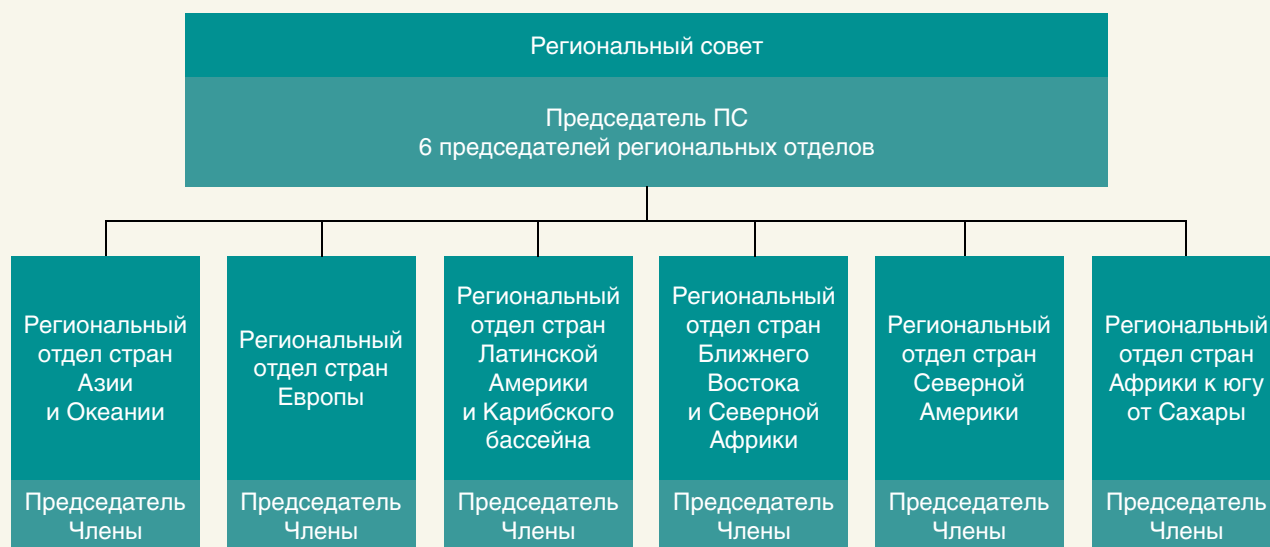 Региональный совет
Председатель ПС
6 председателей региональных отделов
Региональный
отдел стран
Азии
и Океании
Председатель
Члены
Региональный
отдел стран
Европы
Председатель
Члены
Региональный
отдел стран
Латинской
Америки
и Карибского
бассейна
Председатель
Члены
Региональный
отдел стран
Ближнего
Востока
и Северной
Африки
Председатель
Члены
Региональный
отдел стран
Северной
Америки
Председатель
Члены
Региональный
отдел стран
Африки к югу
от Сахары
Председатель
Члены